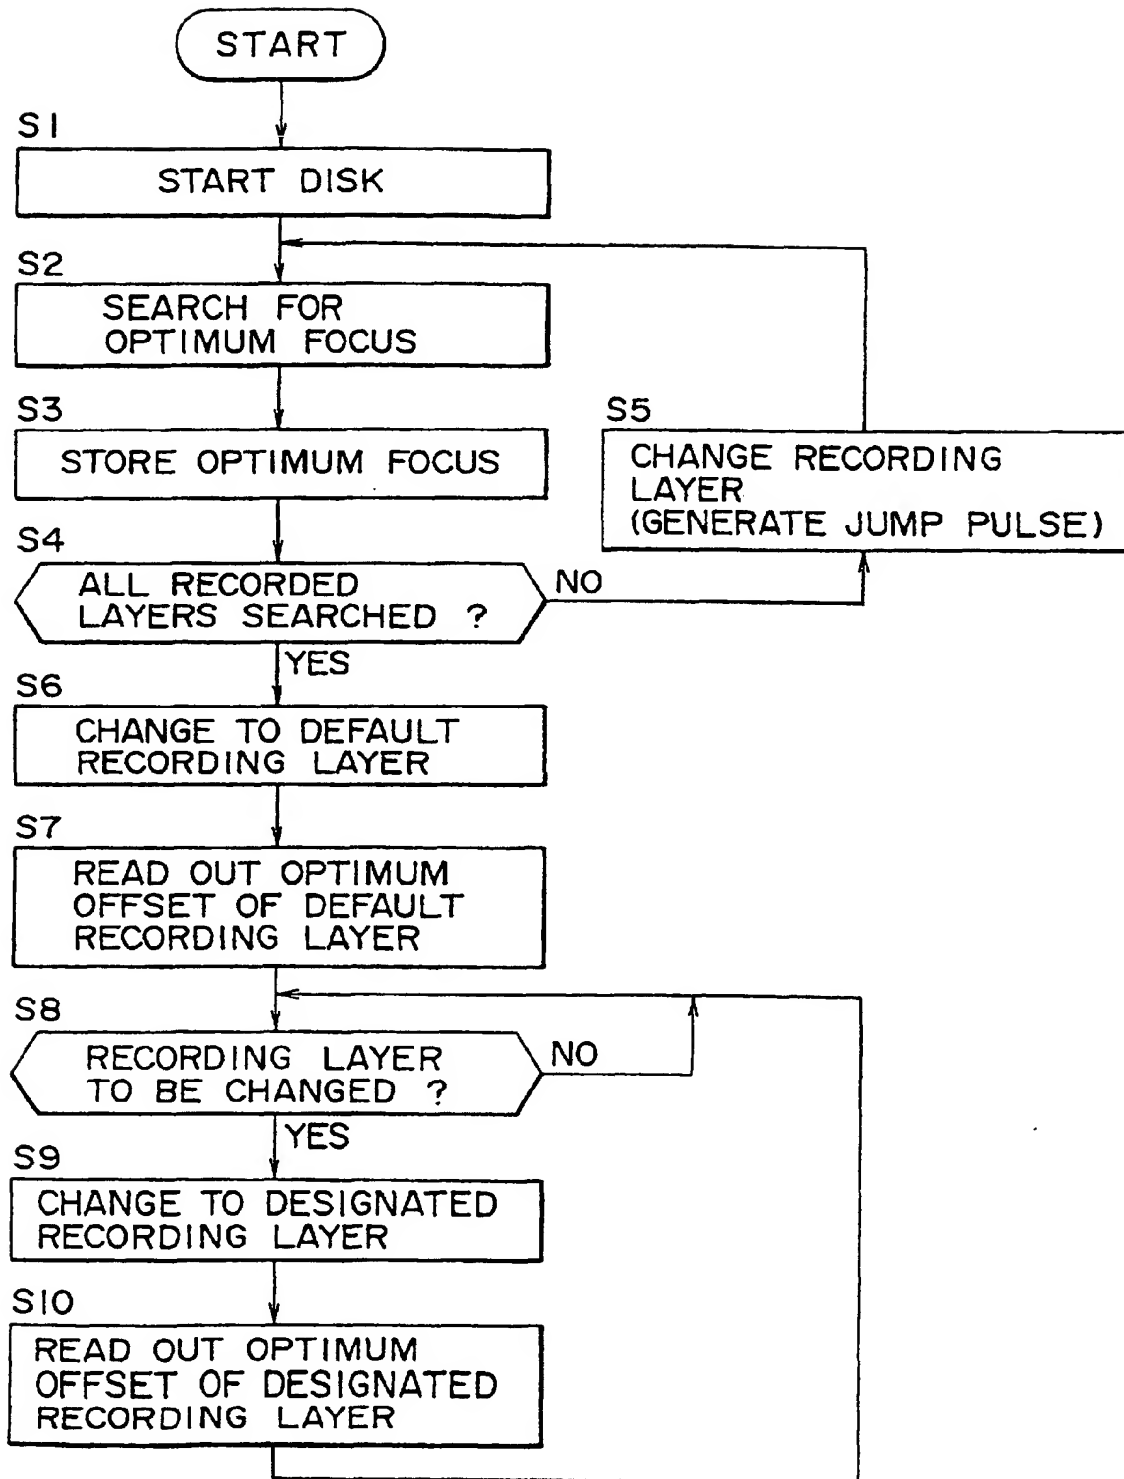 START
S1
START DISK
S2
SEARCH FOR
OPTIMUM FOCUS
S3
STORE OPTIMUM FOCUS
S5
CHANGE RECORDING
LAYER
(GENERATE JUMP PULSE)
S4
ALL RECORDED
LAYERS SEARCHED ?
NO
YES
S6
CHANGE TO DEFAULT
RECORDING LAYER
S7
READ OUT OPTIMUM
OFFSET OF DEFAULT
RECORDING LAYER
S8
RECORDING LAYER
TO BE CHANGED ?
NO
YES
S9
CHANGE TO DESIGNATED
RECORDING LAYER
S10
READ OUT OPTIMUM
OFFSET OF DESIGNATED
RECORDING LAYER